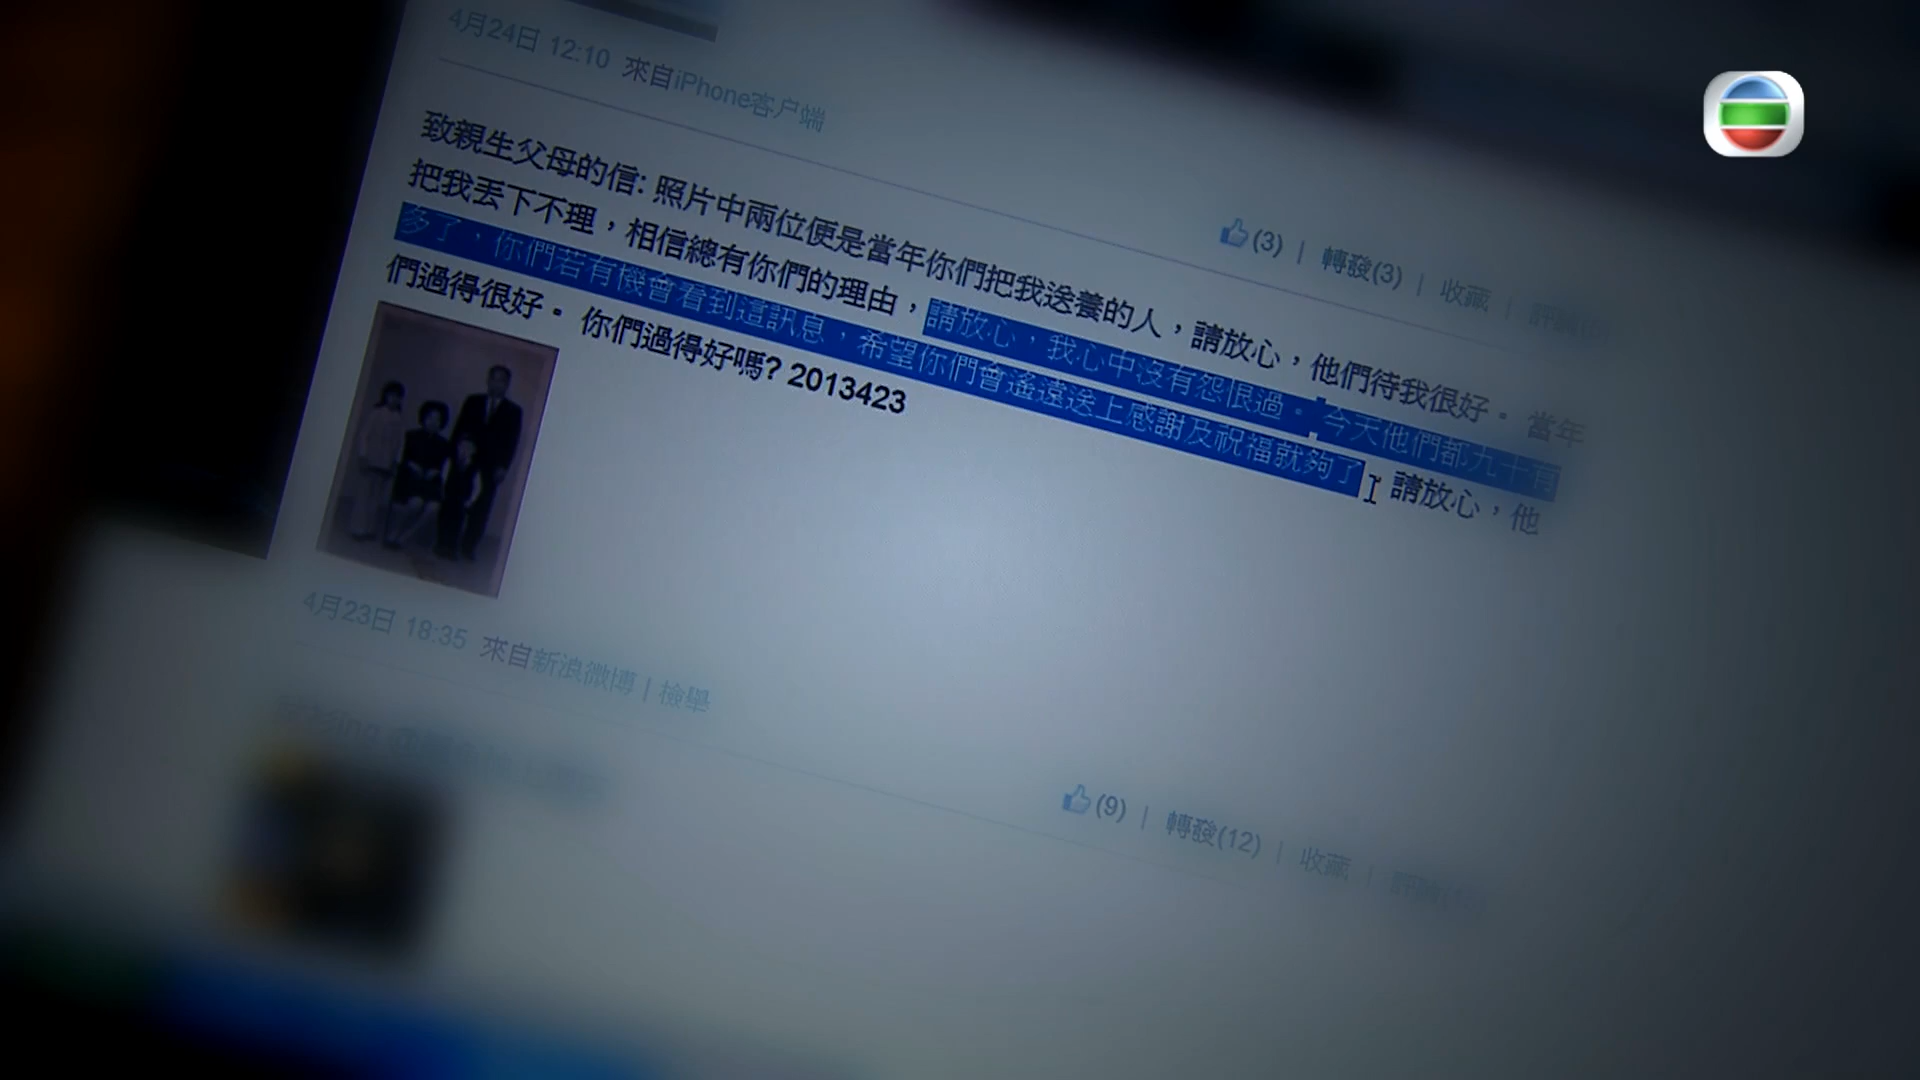 4月24日 12:10 來自iPhone客户端
(3) | 轉發(3) | 收藏 |
致親生父母的信: 照片中兩位便是當年你們把我送養的人，請放心，他們待我很好。當年
把我丟下不理，相信總有你們的理由，請放心，我心中沒有怨恨過。今天他們都九十有
多了，你們若有機會看到這訊息，希望你們會遙遠送上感謝及祝福就夠了。請放心，他
們過得很好。 你們過得好嗎? 2013423
4月23日 18:35 來自新浪微博 | 檢舉
(9) | 轉發(12) | 收藏 |